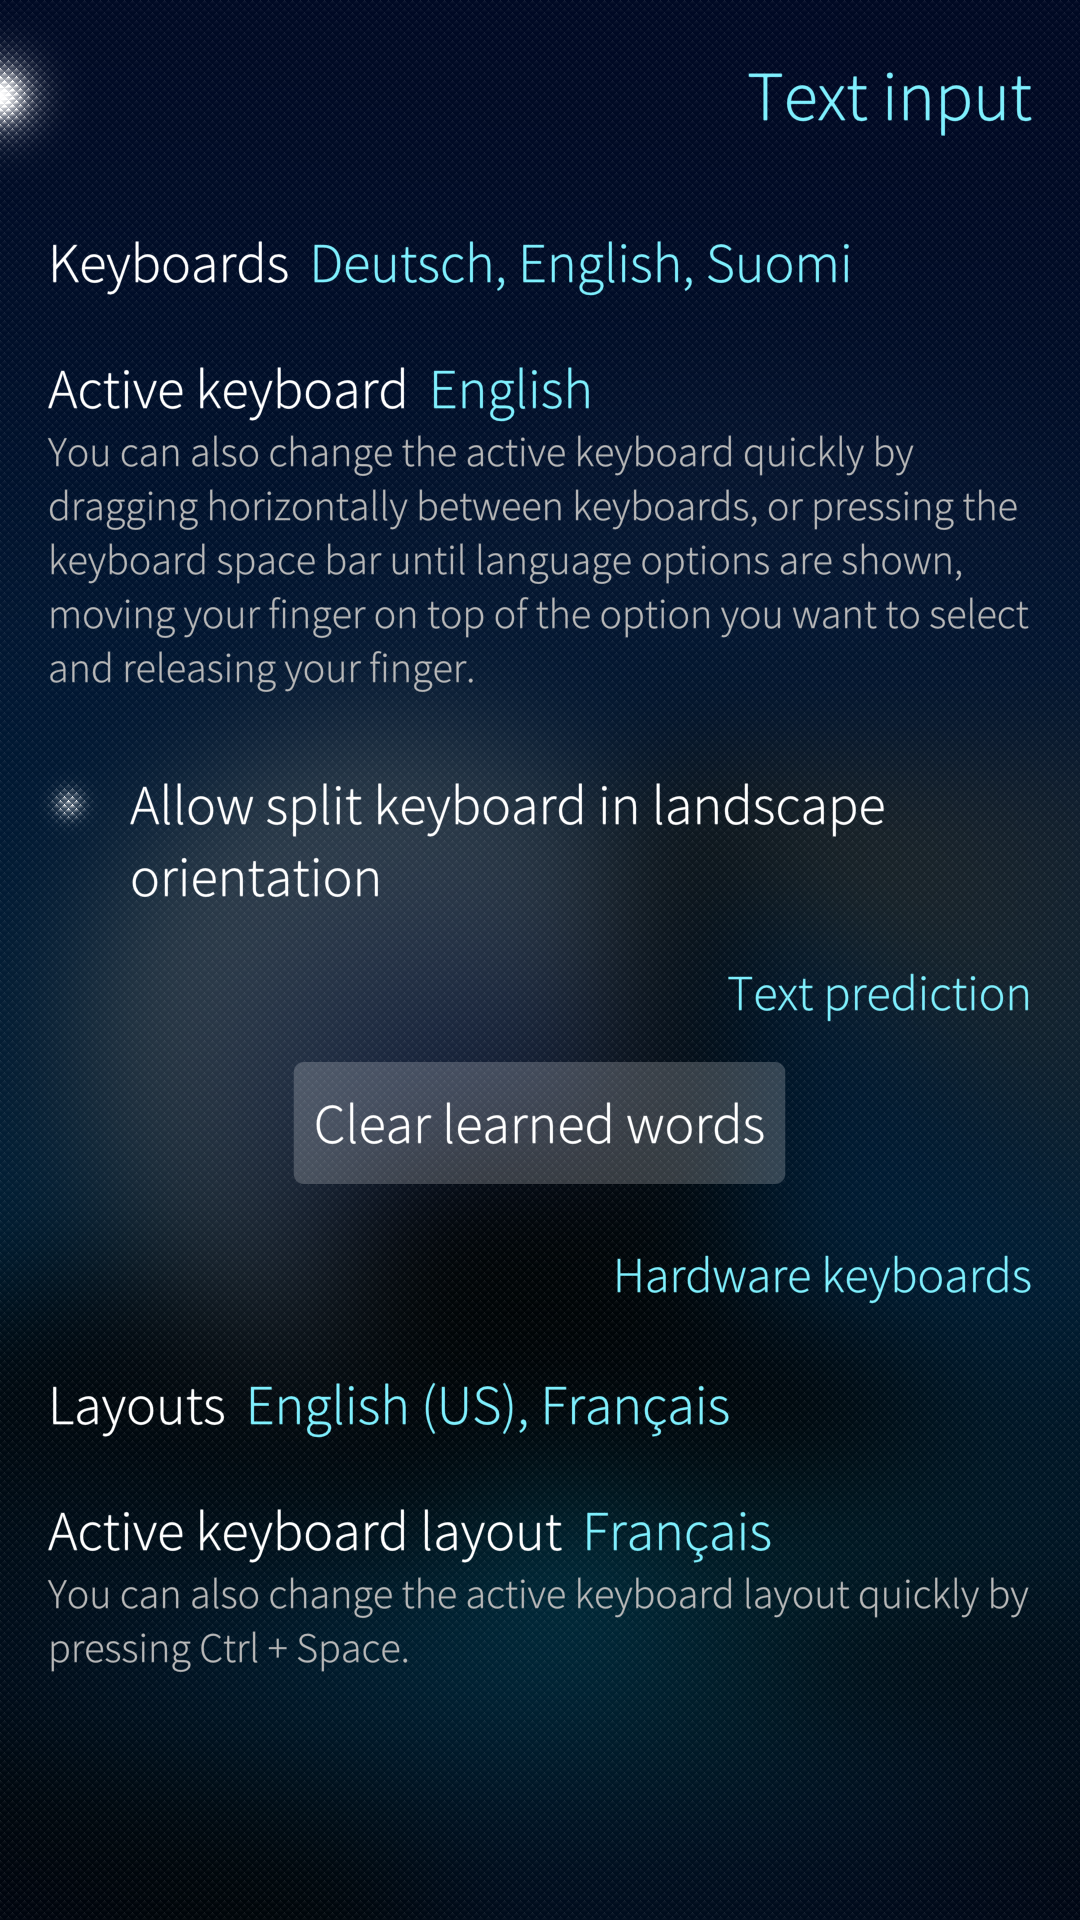 Text input
Keyboards Deutsch, English, Suomi
Active keyboard English
You can also change the active keyboard quickly by
dragging horizontally between keyboards, or pressing the
keyboard space bar until language options are shown,
moving your finger on top of the option you want to select
and releasing your finger.
Allow split keyboard in landscape
orientation
Text prediction
Clear learned words
Hardware keyboards
Layouts English (US), Français
Active keyboard layout Français
You can also change the active keyboard layout quickly by
pressing Ctrl + Space.